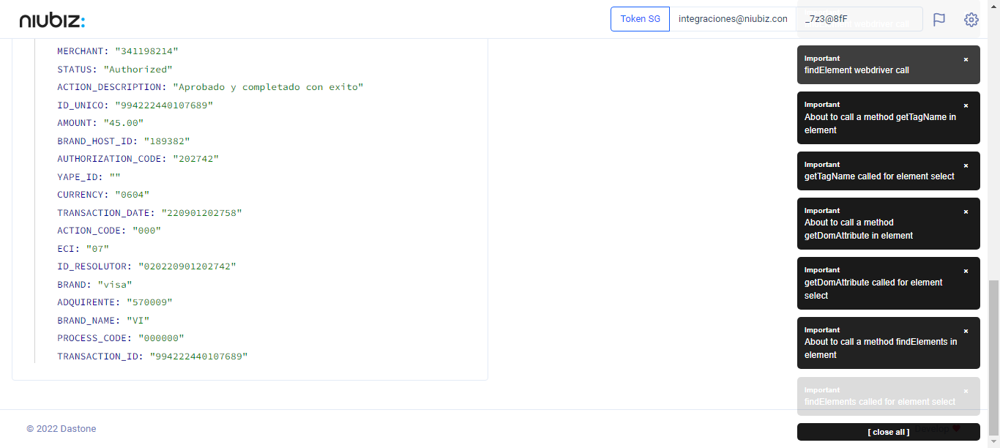 niubiz:
Token SG
integraciones@niubiz.con
_7z3@8fF
webdriver call
MERCHANT: "341198214"
STATUS: "Authorized"
ACTION_DESCRIPTION: "Aprobado y completado con exito"
ID_UNICO: "994222440107689"
AMOUNT: "45.00"
BRAND_HOST_ID: "189382"
AUTHORIZATION_CODE: "202742"
YAPE_ID: ""
CURRENCY: "0604"
TRANSACTION_DATE: "220901202758"
ACTION_CODE: "000"
ECI: "07"
ID_RESOLUTOR: "020220901202742"
BRAND: "visa"
ADQUIRENTE: "570009"
BRAND_NAME: "VI"
PROCESS_CODE: "000000"
TRANSACTION_ID: "994222440107689"
Important
findElement webdriver call
Important
About to call a method getTagName in
element
Important
getTagName called for element select
Important
About to call a method
getDomAttribute in element
Important
getDomAttribute called for element
select
Important
About to call a method findElements in
element
Important
findElements called for element select
[ close all ]
© 2022 Dastone